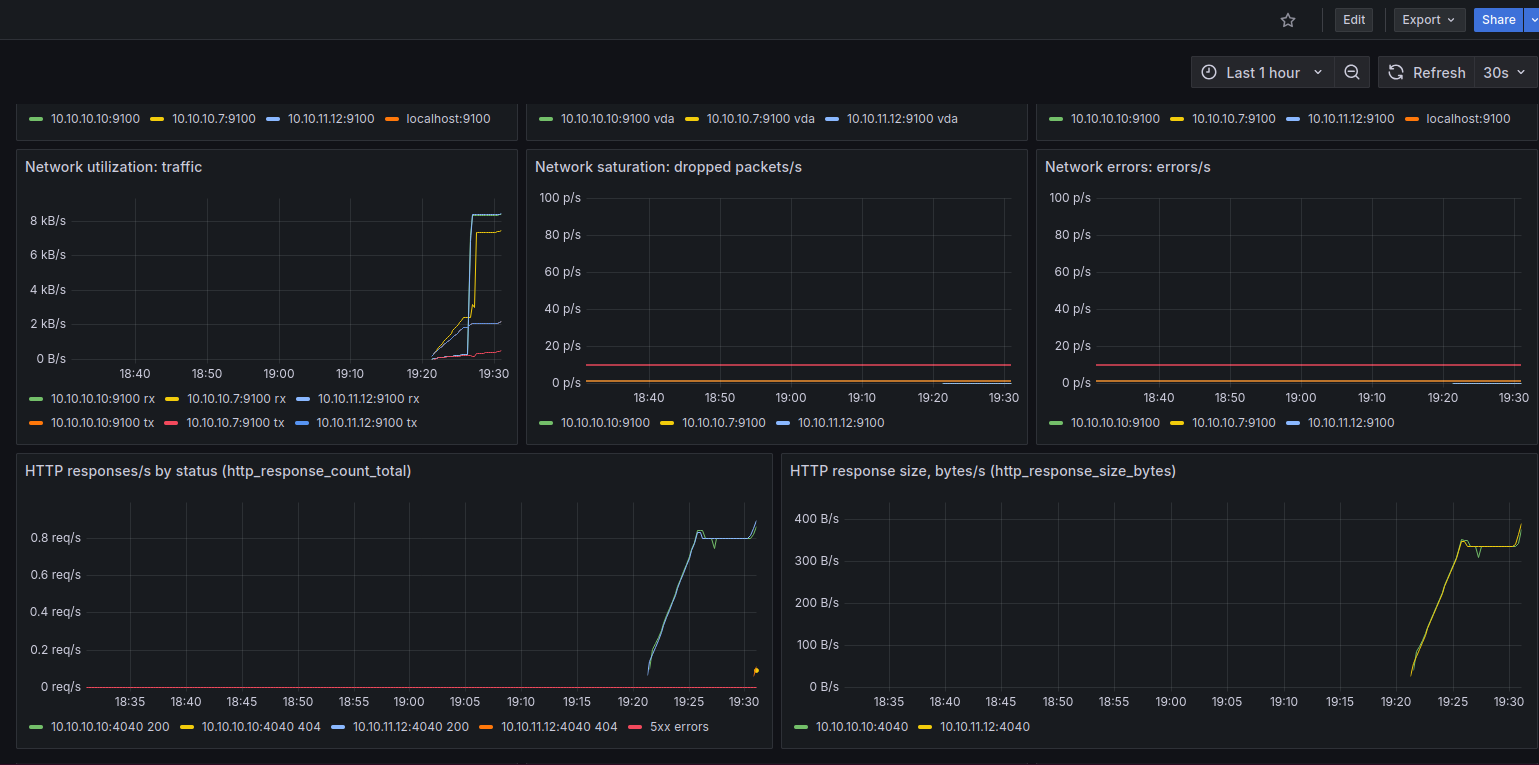 Edit Export Share
Last 1 hour Refresh 30s
10.10.10.10:9100 10.10.10.7:9100 10.10.11.12:9100 localhost:9100
10.10.10.10:9100 vda 10.10.10.7:9100 vda 10.10.11.12:9100 vda
10.10.10.10:9100 10.10.10.7:9100 10.10.11.12:9100 localhost:9100
Network utilization: traffic
8 kB/s
6 kB/s
4 kB/s
2 kB/s
0 B/s
18:40 18:50 19:00 19:10 19:20 19:30
10.10.10.10:9100 rx 10.10.10.7:9100 rx 10.10.11.12:9100 rx
10.10.10.10:9100 tx 10.10.10.7:9100 tx 10.10.11.12:9100 tx
Network saturation: dropped packets/s
100 p/s
80 p/s
60 p/s
40 p/s
20 p/s
0 p/s
18:40 18:50 19:00 19:10 19:20 19:30
10.10.10.10:9100 10.10.10.7:9100 10.10.11.12:9100
Network errors: errors/s
100 p/s
80 p/s
60 p/s
40 p/s
20 p/s
0 p/s
18:40 18:50 19:00 19:10 19:20 19:30
10.10.10.10:9100 10.10.10.7:9100 10.10.11.12:9100
HTTP responses/s by status (http_response_count_total)
0.8 req/s
0.6 req/s
0.4 req/s
0.2 req/s
0 req/s
18:35 18:40 18:45 18:50 18:55 19:00 19:05 19:10 19:15 19:20 19:25 19:30
10.10.10.10:4040 200 10.10.10.10:4040 404 10.10.11.12:4040 200 10.10.11.12:4040 404 5xx errors
HTTP response size, bytes/s (http_response_size_bytes)
400 B/s
300 B/s
200 B/s
100 B/s
0 B/s
18:35 18:40 18:45 18:50 18:55 19:00 19:05 19:10 19:15 19:20 19:25 19:30
10.10.10.10:4040 10.10.11.12:4040